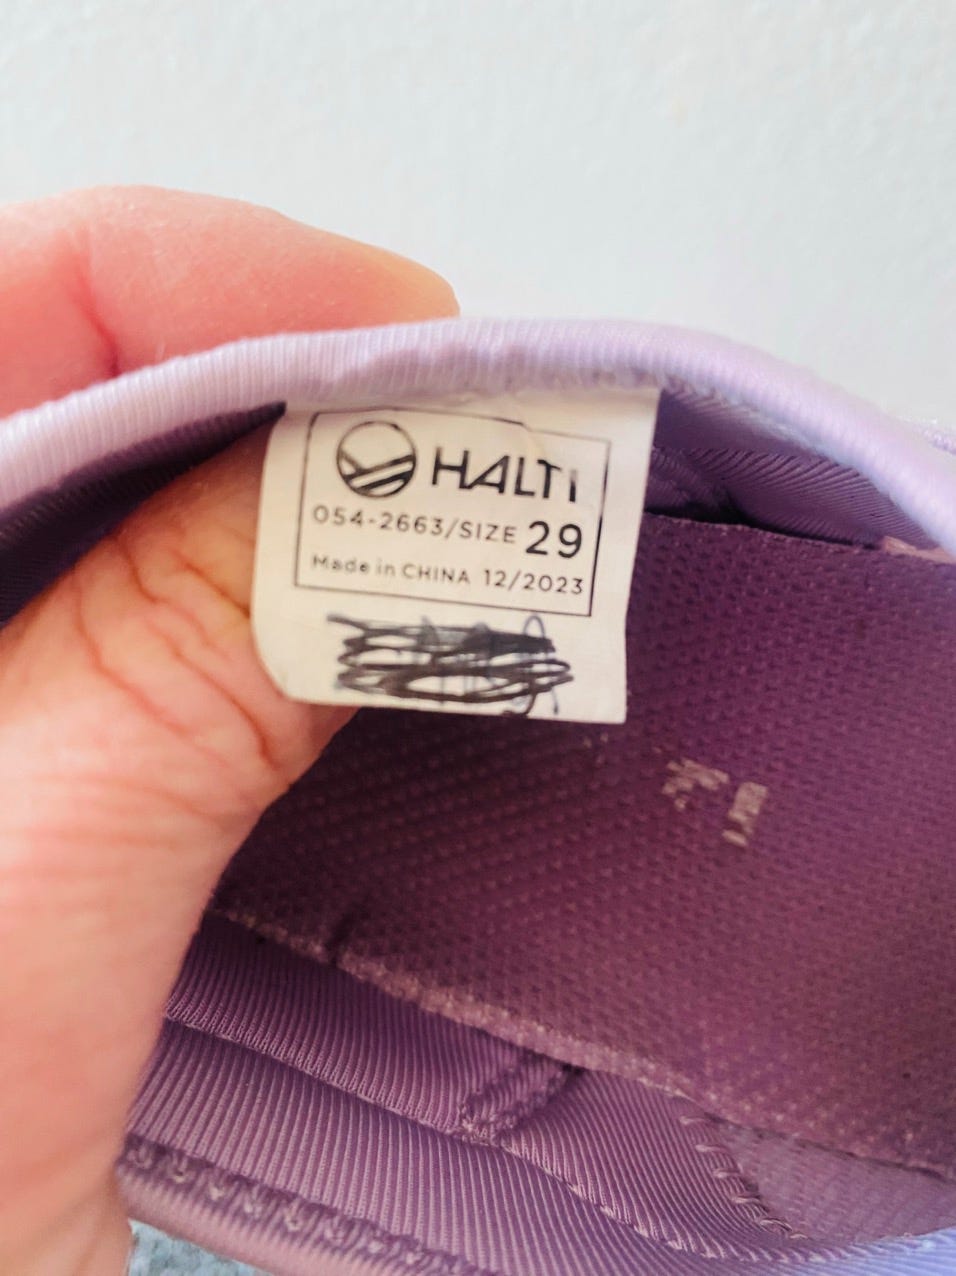 HALTI
054-2663/SIZE 29
Made in CHINA 12/2023